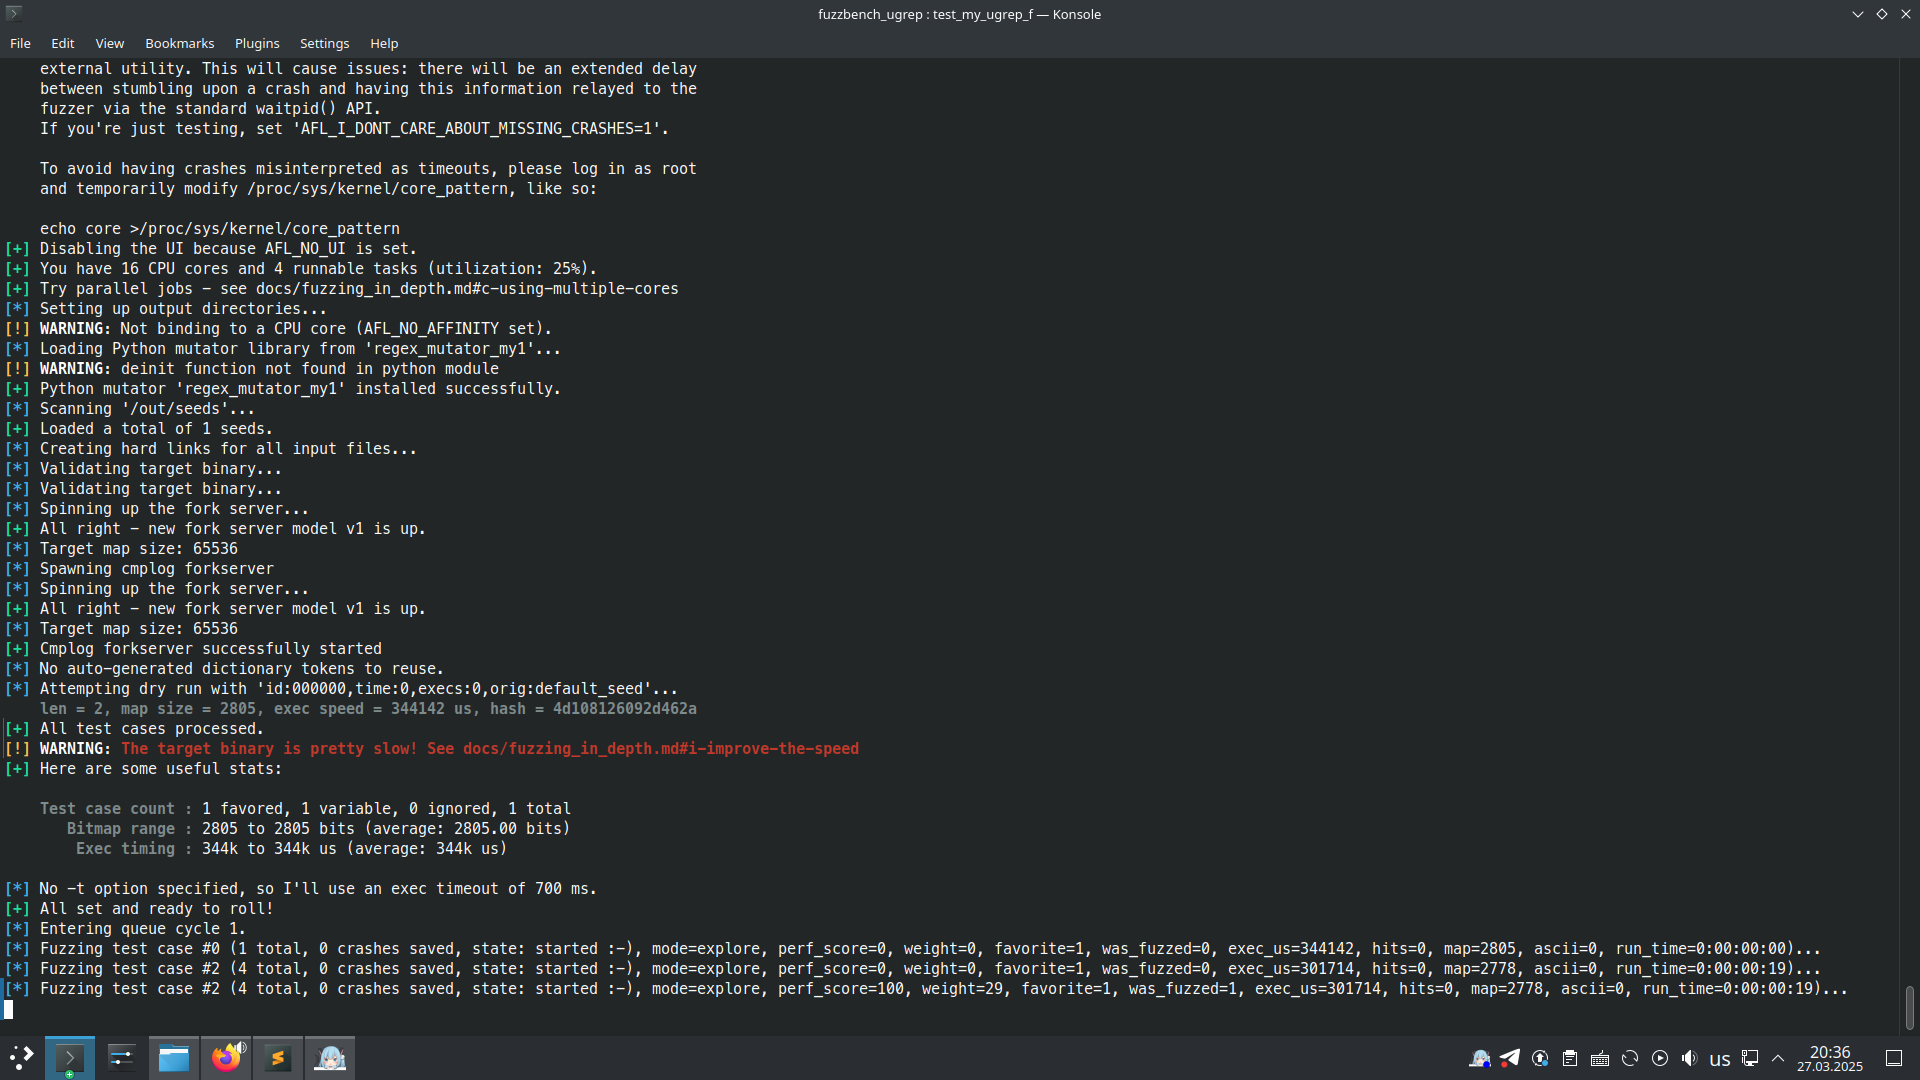 fuzzbench_ugrep : test_my_ugrep_f — Konsole
File Edit View Bookmarks Plugins Settings Help
external utility. This will cause issues: there will be an extended delay
between stumbling upon a crash and having this information relayed to the
fuzzer via the standard waitpid() API.
If you're just testing, set 'AFL_I_DONT_CARE_ABOUT_MISSING_CRASHES=1'.
To avoid having crashes misinterpreted as timeouts, please log in as root
and temporarily modify /proc/sys/kernel/core_pattern, like so:
echo core >/proc/sys/kernel/core_pattern
[+] Disabling the UI because AFL_NO_UI is set.
[+] You have 16 CPU cores and 4 runnable tasks (utilization: 25%).
[+] Try parallel jobs - see docs/fuzzing_in_depth.md#c-using-multiple-cores
[*] Setting up output directories...
[!] WARNING: Not binding to a CPU core (AFL_NO_AFFINITY set).
[*] Loading Python mutator library from 'regex_mutator_my1'...
[!] WARNING: deinit function not found in python module
[+] Python mutator 'regex_mutator_my1' installed successfully.
[*] Scanning '/out/seeds'...
[+] Loaded a total of 1 seeds.
[*] Creating hard links for all input files...
[*] Validating target binary...
[*] Validating target binary...
[*] Spinning up the fork server...
[+] All right - new fork server model v1 is up.
[*] Target map size: 65536
[*] Spawning cmplog forkserver
[*] Spinning up the fork server...
[+] All right - new fork server model v1 is up.
[*] Target map size: 65536
[+] Cmplog forkserver successfully started
[*] No auto-generated dictionary tokens to reuse.
[*] Attempting dry run with 'id:000000,time:0,execs:0,orig:default_seed'...
len = 2, map size = 2805, exec speed = 344142 us, hash = 4d108126092d462a
[+] All test cases processed.
[!] WARNING: The target binary is pretty slow! See docs/fuzzing_in_depth.md#i-improve-the-speed
[+] Here are some useful stats:
Test case count : 1 favored, 1 variable, 0 ignored, 1 total
Bitmap range : 2805 to 2805 bits (average: 2805.00 bits)
Exec timing : 344k to 344k us (average: 344k us)
[*] No -t option specified, so I'll use an exec timeout of 700 ms.
[+] All set and ready to roll!
[*] Entering queue cycle 1.
[*] Fuzzing test case #0 (1 total, 0 crashes saved, state: started :-), mode=explore, perf_score=0, weight=0, favorite=1, was_fuzzed=0, exec_us=344142, hits=0, map=2805, ascii=0, run_time=0:00:00:00)...
[*] Fuzzing test case #2 (4 total, 0 crashes saved, state: started :-), mode=explore, perf_score=0, weight=0, favorite=1, was_fuzzed=0, exec_us=301714, hits=0, map=2778, ascii=0, run_time=0:00:00:19)...
[*] Fuzzing test case #2 (4 total, 0 crashes saved, state: started :-), mode=explore, perf_score=100, weight=29, favorite=1, was_fuzzed=1, exec_us=301714, hits=0, map=2778, ascii=0, run_time=0:00:00:19)...
us
20:36
27.03.2025